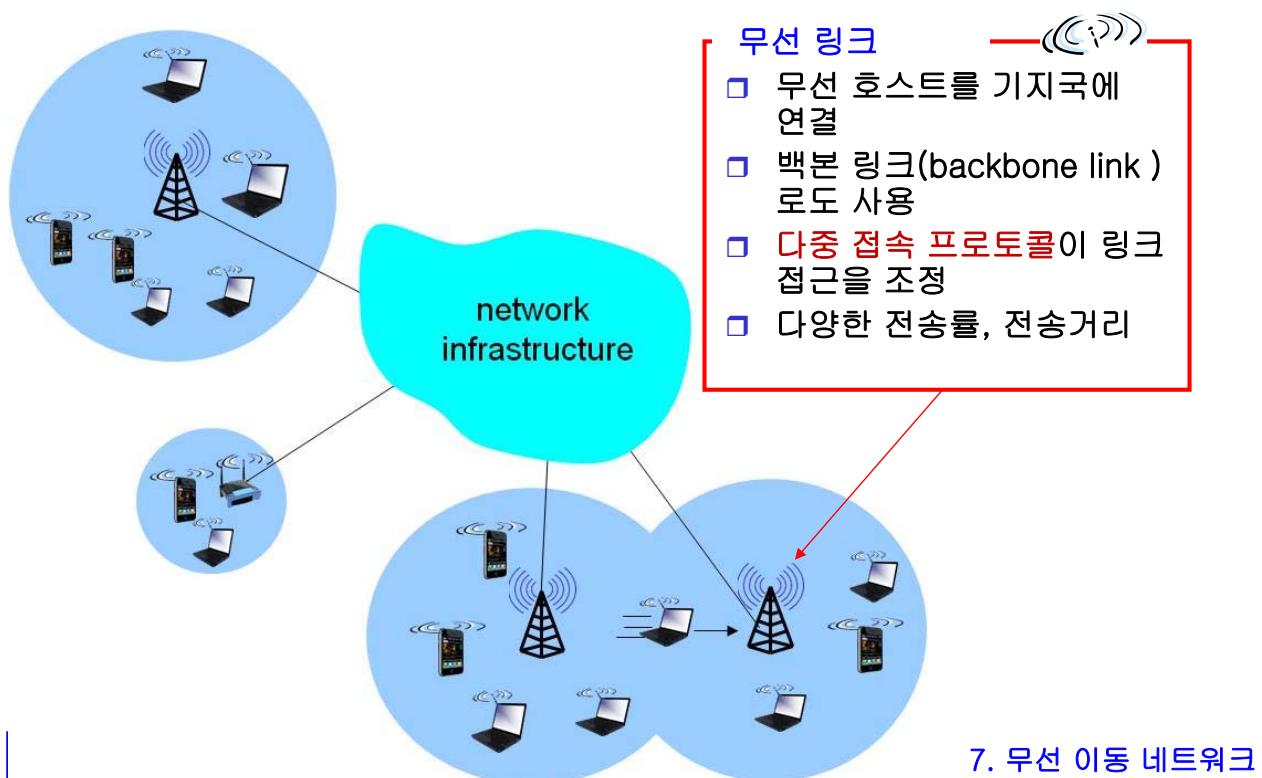 무선 링크
❒ 무선 호스트를 기지국에
연결
❒ 백본 링크(backbone link )
로도 사용
❒ 다중 접속 프로토콜이 링크
접근을 조정
❒ 다양한 전송률, 전송거리
network
infrastructure
7. 무선 이동 네트워크